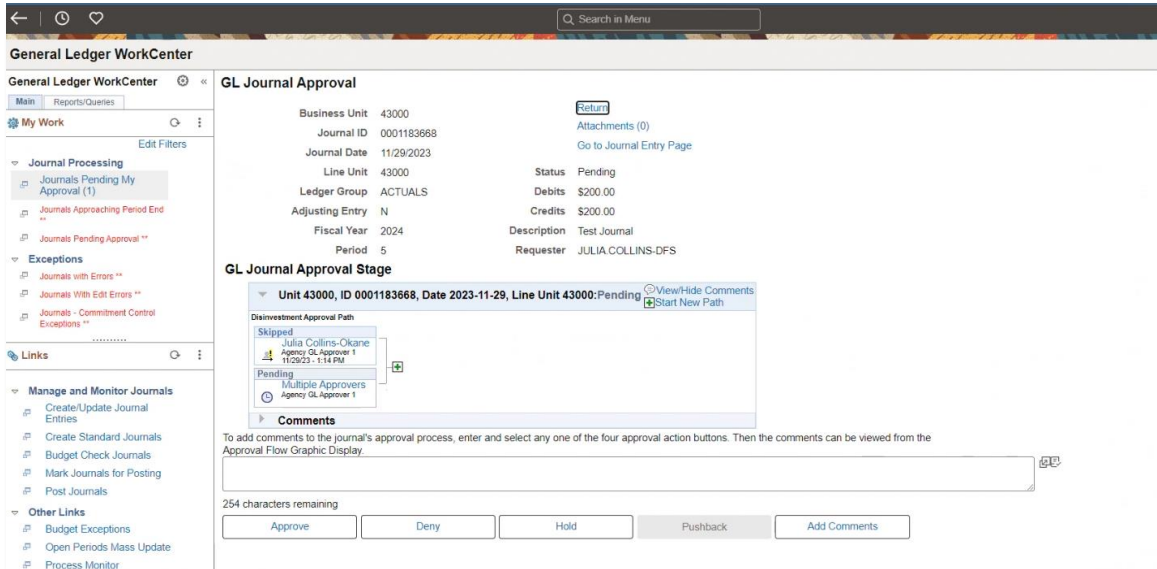 Search in Menu
General Ledger WorkCenter
General Ledger WorkCenter
«
Main
Reports/Queries
My Work
Edit Filters
Journal Processing
Journals Pending My
Approval (1)
Journals Approaching Period End
**
Journals Pending Approval **
Exceptions
Journals with Errors **
Journals With Edit Errors **
Journals - Commitment Control
Exceptions **
Links
Manage and Monitor Journals
Create/Update Journal
Entries
Create Standard Journals
Budget Check Journals
Mark Journals for Posting
Post Journals
Other Links
Budget Exceptions
Open Periods Mass Update
Process Monitor
GL Journal Approval
Business Unit 43000 Return
Journal ID 0001183668 Attachments (0)
Journal Date 11/29/2023 Go to Journal Entry Page
Line Unit 43000 Status Pending
Ledger Group ACTUALS Debits $200.00
Adjusting Entry N Credits $200.00
Fiscal Year 2024 Description Test Journal
Period 5 Requester JULIA.COLLINS-DFS
GL Journal Approval Stage
Unit 43000, ID 0001183668, Date 2023-11-29, Line Unit 43000:Pending View/Hide Comments
Start New Path
Disinvestment Approval Path
Skipped
Julia Collins-Okane
Agency GL Approver 1
11/29/23 - 1:14 PM
Pending
Multiple Approvers
Agency GL Approver 1
Comments
To add comments to the journal's approval process, enter and select any one of the four approval action buttons. Then the comments can be viewed from the
Approval Flow Graphic Display.
254 characters remaining
Approve Deny Hold Pushback Add Comments